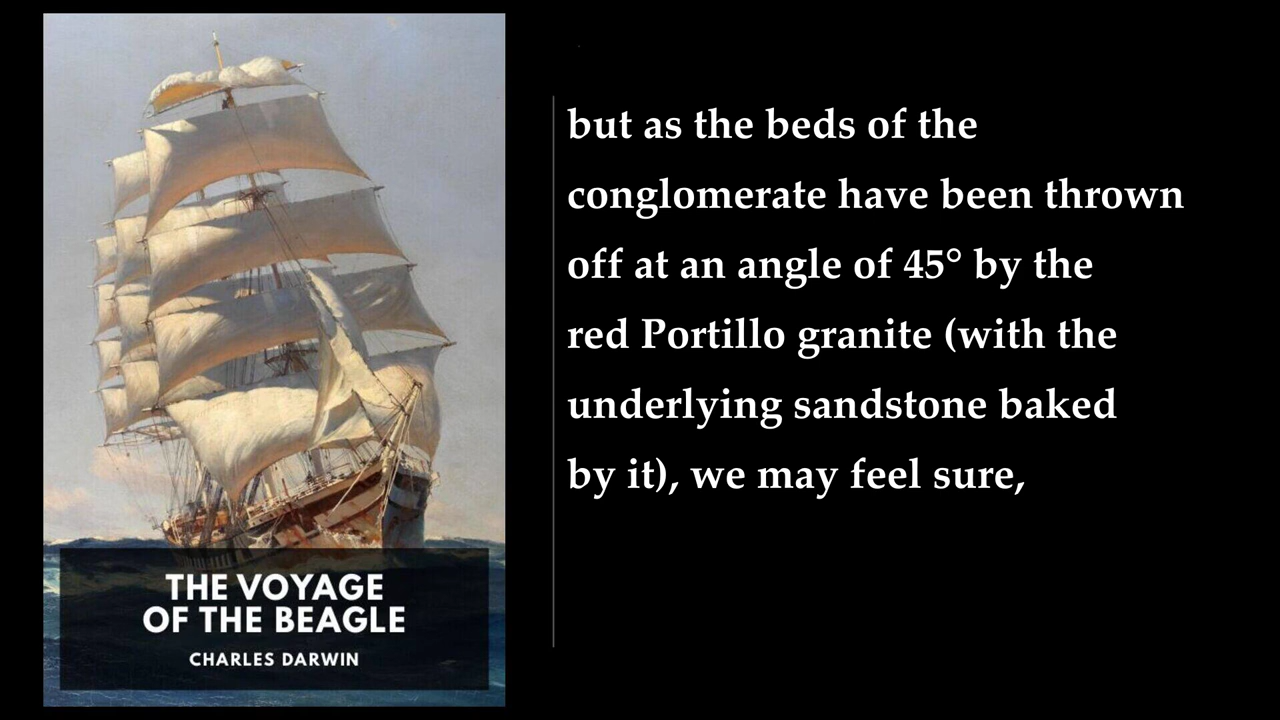 THE VOYAGE
OF THE BEAGLE
CHARLES DARWIN
but as the beds of the
conglomerate have been thrown
off at an angle of 45° by the
red Portillo granite (with the
underlying sandstone baked
by it), we may feel sure,